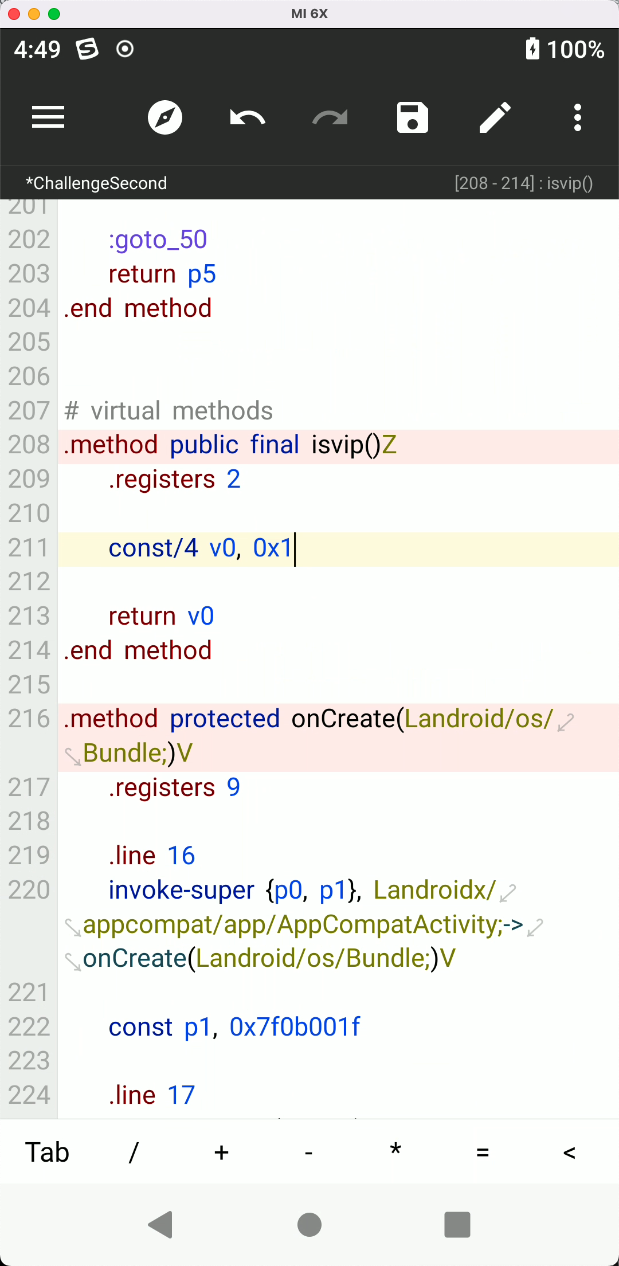 MI 6X
4:49 100%
*ChallengeSecond [208 - 214] : isvip()
201
202 :goto_50
203 return p5
204 .end method
205
206
207 # virtual methods
208 .method public final isvip()Z
209 .registers 2
210
211 const/4 v0, 0x1
212
213 return v0
214 .end method
215
216 .method protected onCreate(Landroid/os/
Bundle;)V
217 .registers 9
218
219 .line 16
220 invoke-super {p0, p1}, Landroidx/
appcompat/app/AppCompatActivity;->
onCreate(Landroid/os/Bundle;)V
221
222 const p1, 0x7f0b001f
223
224 .line 17
Tab / + - * = <